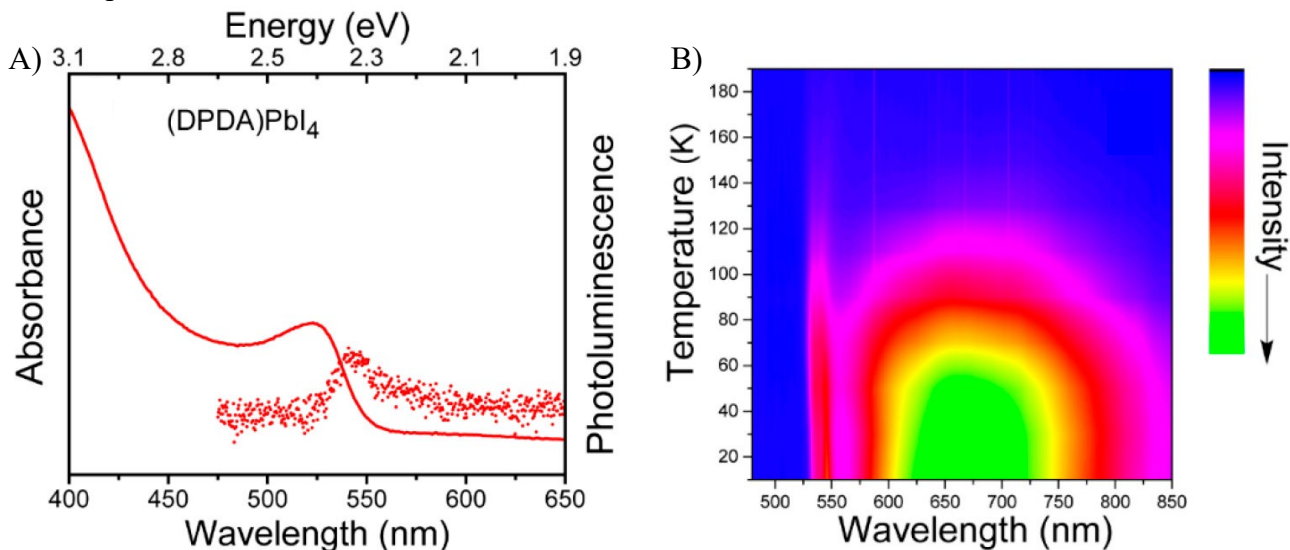 Energy (eV)
3.1 2.8 2.5 2.3 2.1 1.9
A)
(DPDA)PbI₄
Absorbance
Photoluminescence
400 450 500 550 600 650
Wavelength (nm)
B)
180
160
140
120
100
80
60
40
20
Temperature (K)
500 550 600 650 700 750 800 850
Wavelength (nm)
Intensity